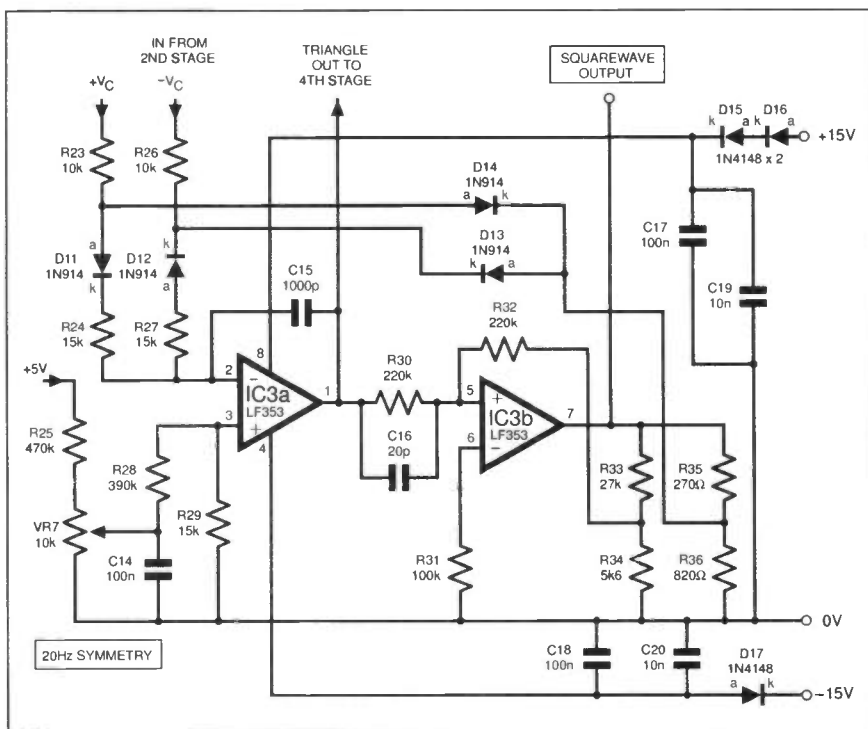 IN FROM
2ND STAGE
+VC
−VC
TRIANGLE
OUT TO
4TH STAGE
SQUAREWAVE
OUTPUT
D15
D16
k
a
k
a
+15V
1N4148 x 2
R23
10k
R26
10k
D14
1N914
a
k
C17
100n
a
D11
1N914
k
D12
1N914
k
a
D13
1N914
k
a
C19
10n
C15
1000p
R24
15k
R27
15k
R32
220k
+5V
8
2
−
IC3a
LF353
1
3
+
4
R30
220k
5
+
IC3b
LF353
7
6
−
C16
20p
R25
470k
R28
390k
R33
27k
R35
270Ω
VR7
10k
R29
15k
C14
100n
R31
100k
R34
5k6
R36
820Ω
0V
20Hz SYMMETRY
C18
100n
C20
10n
D17
1N4148
a
k
−15V